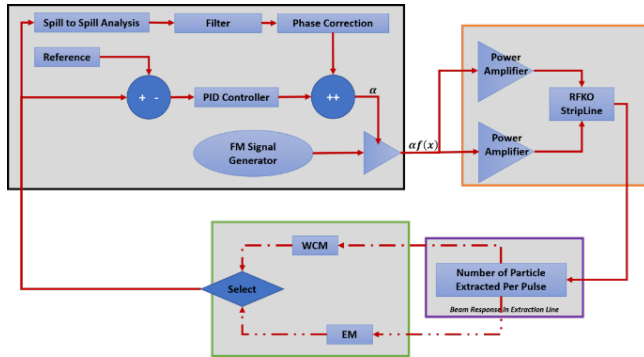 Spill to Spill Analysis
Filter
Phase Correction
Reference
+ -
PID Controller
++
α
FM Signal
Generator
αf(x)
Power
Amplifier
Power
Amplifier
RFKO
StripLine
WCM
Select
EM
Number of Particle
Extracted Per Pulse
Beam Response in Extraction Line